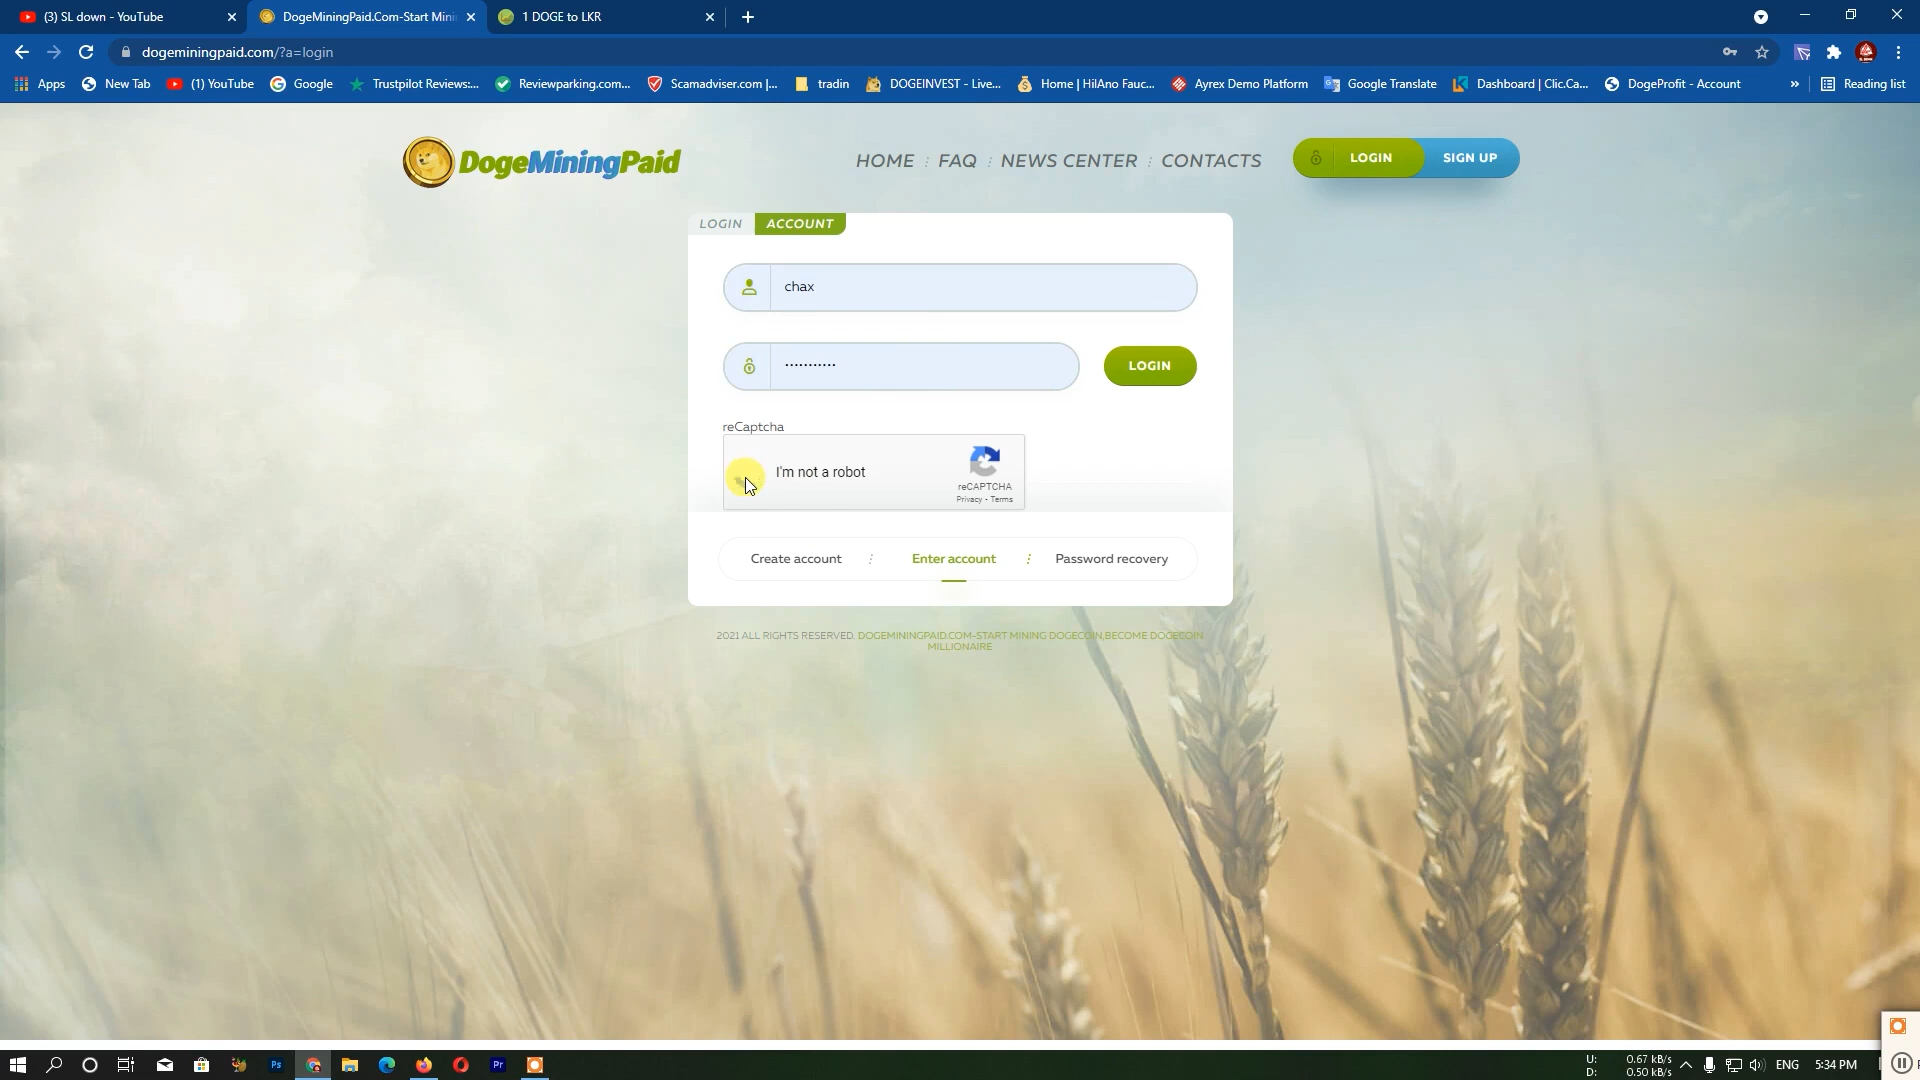 (3) SL down - YouTube
DogeMiningPaid.Com-Start Mini
1 DOGE to LKR
dogeminingpaid.com/?a=login
Apps
New Tab
(1) YouTube
Google
Trustpilot Reviews:...
Reviewparking.com...
Scamadviser.com |...
tradin
DOGEINVEST - Live...
Home | HilAno Fauc...
Ayrex Demo Platform
Google Translate
Dashboard | Clic.Ca...
DogeProfit - Account
»
Reading list
DogeMiningPaid
HOME : FAQ : NEWS CENTER : CONTACTS
LOGIN
SIGN UP
LOGIN
ACCOUNT
chax
•••••••••••
LOGIN
reCaptcha
I'm not a robot
reCAPTCHA
Privacy - Terms
Create account : Enter account : Password recovery
2021 ALL RIGHTS RESERVED. DOGEMININGPAID.COM-START MINING DOGECOIN,BECOME DOGECOIN
MILLIONAIRE
Ps
Pr
U: 0.67 kB/s
D: 0.50 kB/s
ENG
5:34 PM